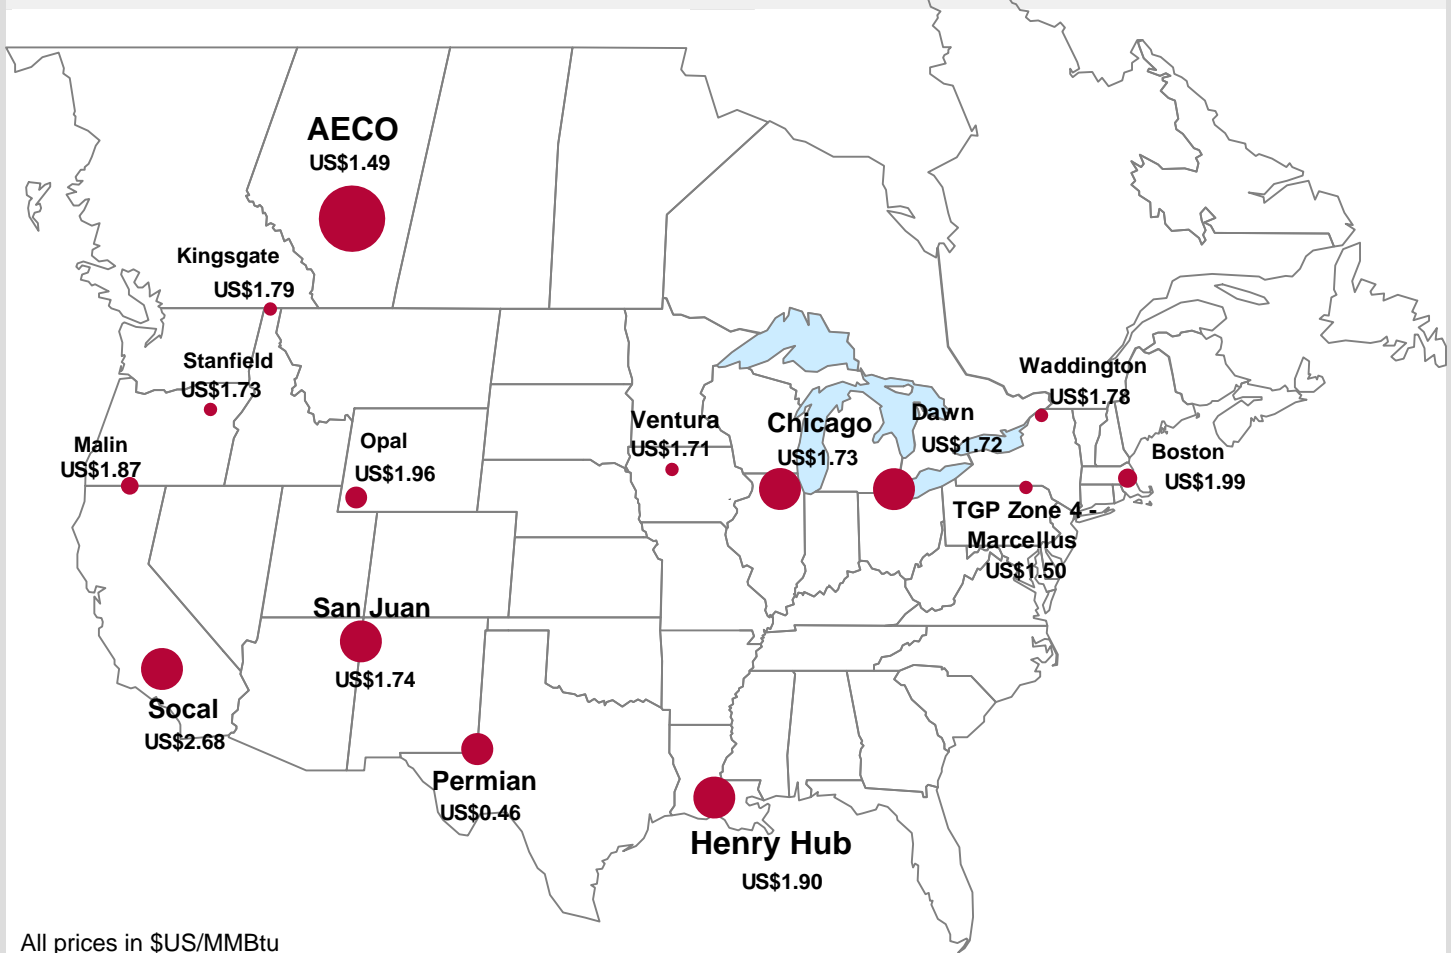 AECO
US$1.49
Kingsgate
US$1.79
Stanfield
US$1.73
Malin
US$1.87
Opal
US$1.96
Ventura
US$1.71
Chicago
US$1.73
Dawn
US$1.72
Waddington
US$1.78
Boston
US$1.99
TGP Zone 4 -
Marcellus
US$1.50
San Juan
US$1.74
Socal
US$2.68
Permian
US$0.46
Henry Hub
US$1.90
All prices in $US/MMBtu